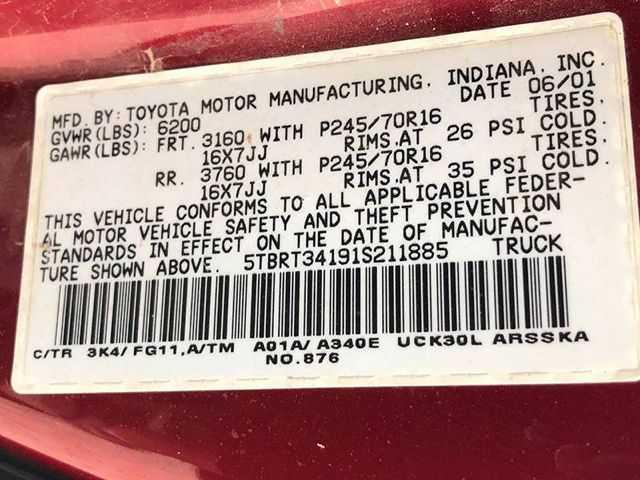 MFD. BY: TOYOTA MOTOR MANUFACTURING, INDIANA, INC.
GVWR(LBS): 6200 DATE 06/01
GAWR(LBS): FRT. 3160 WITH P245/70R16 TIRES,
16X7JJ RIMS,AT 26 PSI COLD.
RR. 3760 WITH P245/70R16 TIRES,
16X7JJ RIMS,AT 35 PSI COLD.
THIS VEHICLE CONFORMS TO ALL APPLICABLE FEDER-
AL MOTOR VEHICLE SAFETY AND THEFT PREVENTION
STANDARDS IN EFFECT ON THE DATE OF MANUFAC-
TURE SHOWN ABOVE. 5TBRT34191S211885 TRUCK
C/TR 3K4/ FG11,A/TM A01A/ A340E UCK30L ARSSKA
NO.876